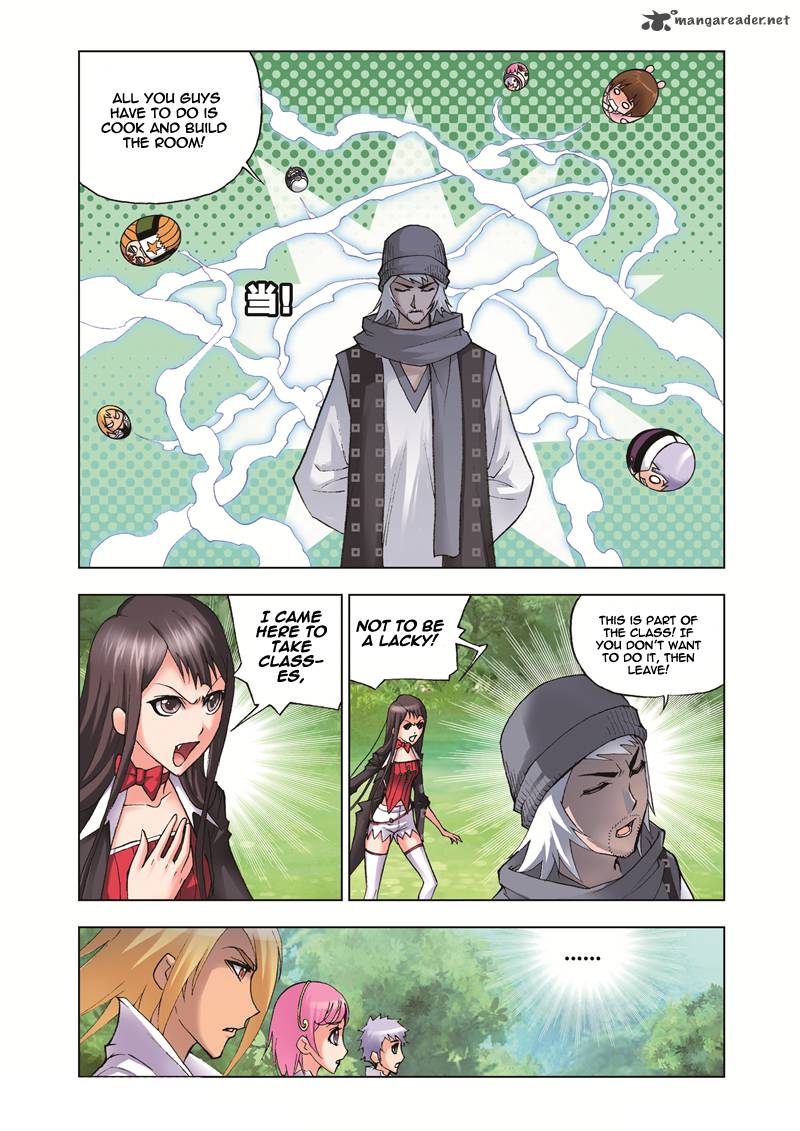 mangareader.net
ALL YOU GUYS
HAVE TO DO IS
COOK AND BUILD
THE ROOM!
当!
I CAME
HERE TO
TAKE
CLASS-
ES,
NOT TO BE
A LACKY!
THIS IS PART OF
THE CLASS! IF
YOU DON'T WANT
TO DO IT, THEN
LEAVE!
......